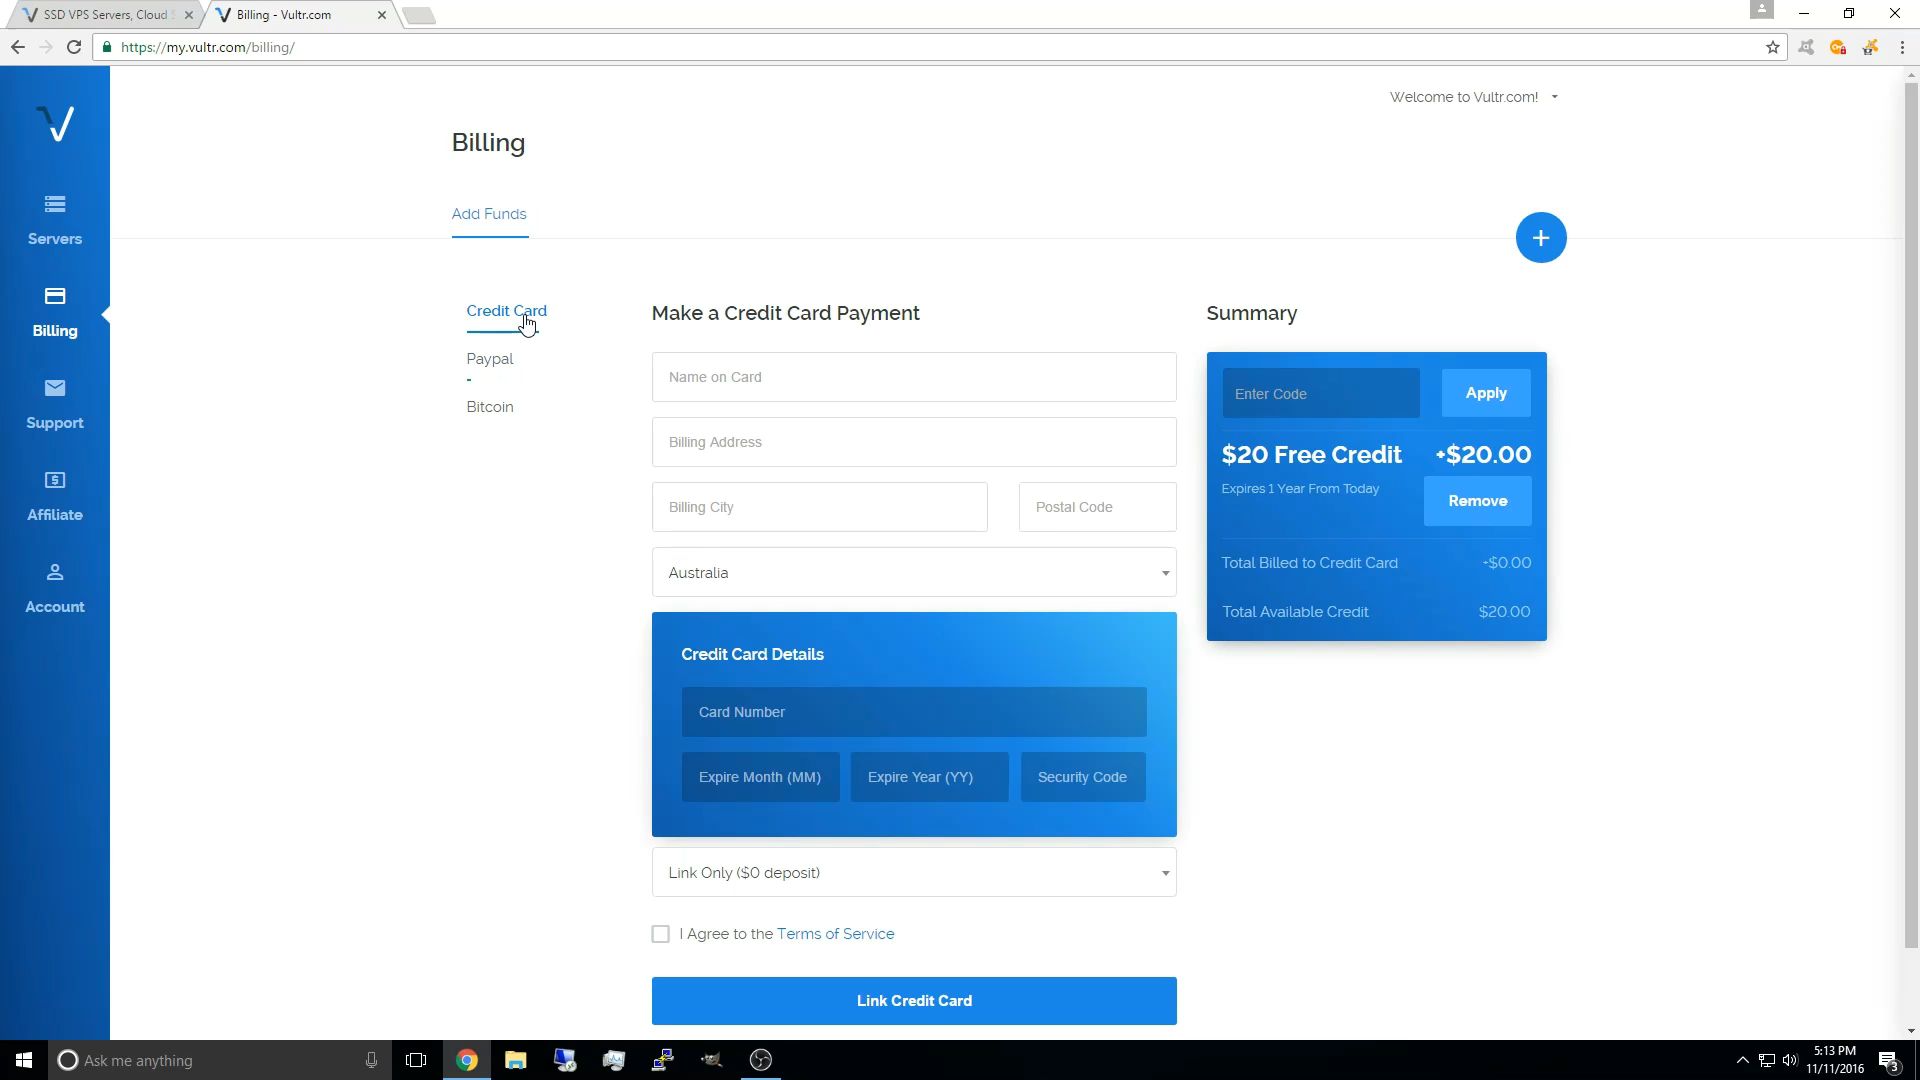 SSD VPS Servers, Cloud
Billing - Vultr.com
https://my.vultr.com/billing/
Welcome to Vultr.com!
Billing
Add Funds
Servers
Billing
Support
Affiliate
Account
Credit Card
Paypal
-
Bitcoin
Make a Credit Card Payment
Name on Card
Billing Address
Billing City
Postal Code
Australia
Credit Card Details
Card Number
Expire Month (MM)
Expire Year (YY)
Security Code
Link Only ($0 deposit)
I Agree to the Terms of Service
Link Credit Card
Summary
Enter Code
Apply
$20 Free Credit
+$20.00
Expires 1 Year From Today
Remove
Total Billed to Credit Card
+$0.00
Total Available Credit
$20.00
Ask me anything
5:13 PM
11/11/2016
3